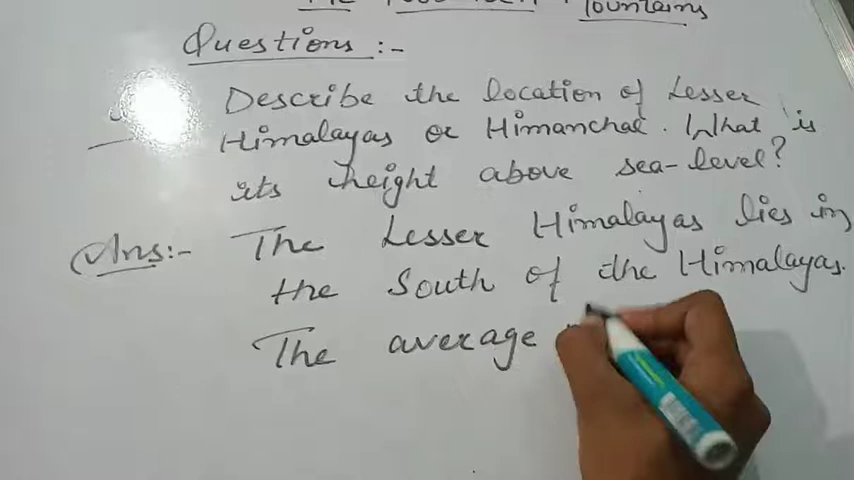 Mountains
Questions :-
Describe the location of Lesser
Himalayas or Himanchal. What is
its height above sea-level?
Ans:- The Lesser Himalayas lies in
the South of the Himalayas.
The average